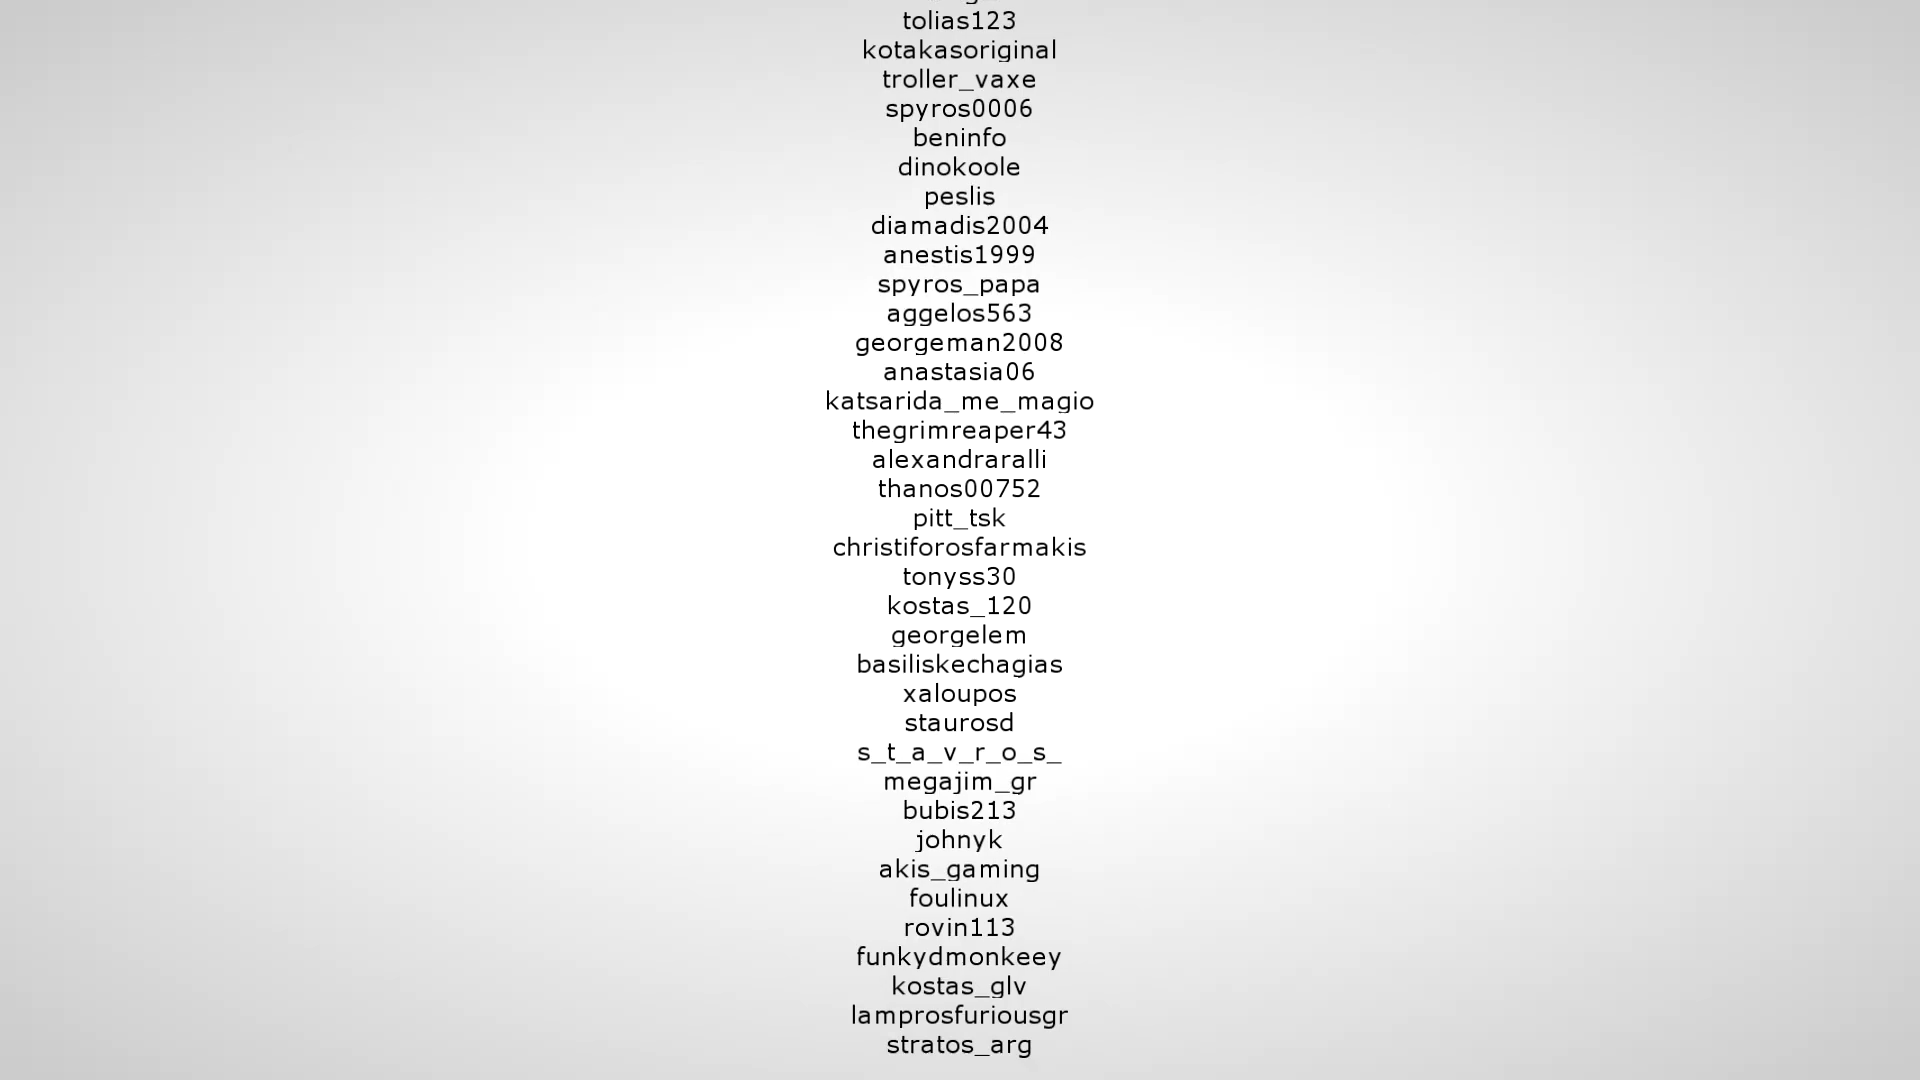 tolias123
kotakasoriginal
troller_vaxe
spyros0006
beninfo
dinokoole
peslis
diamadis2004
anestis1999
spyros_papa
aggelos563
georgeman2008
anastasia06
katsarida_me_magio
thegrimreaper43
alexandraralli
thanos00752
pitt_tsk
christiforosfarmakis
tonyss30
kostas_120
georgelem
basiliskechagias
xaloupos
staurosd
s_t_a_v_r_o_s_
megajim_gr
bubis213
johnyk
akis_gaming
foulinux
rovin113
funkydmonkeey
kostas_glv
lamprosfuriousgr
stratos_arg